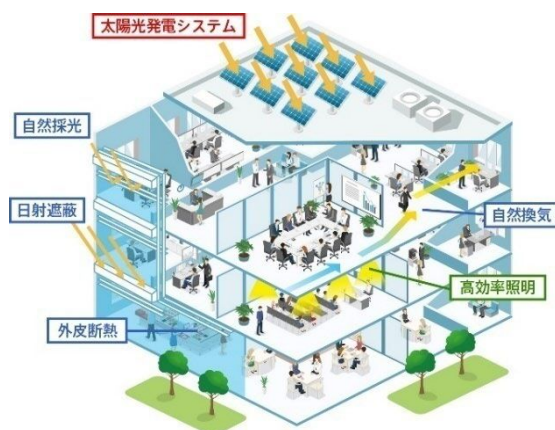 太陽光発電システム
自然採光
日射遮蔽
自然換気
高効率照明
外皮断熱